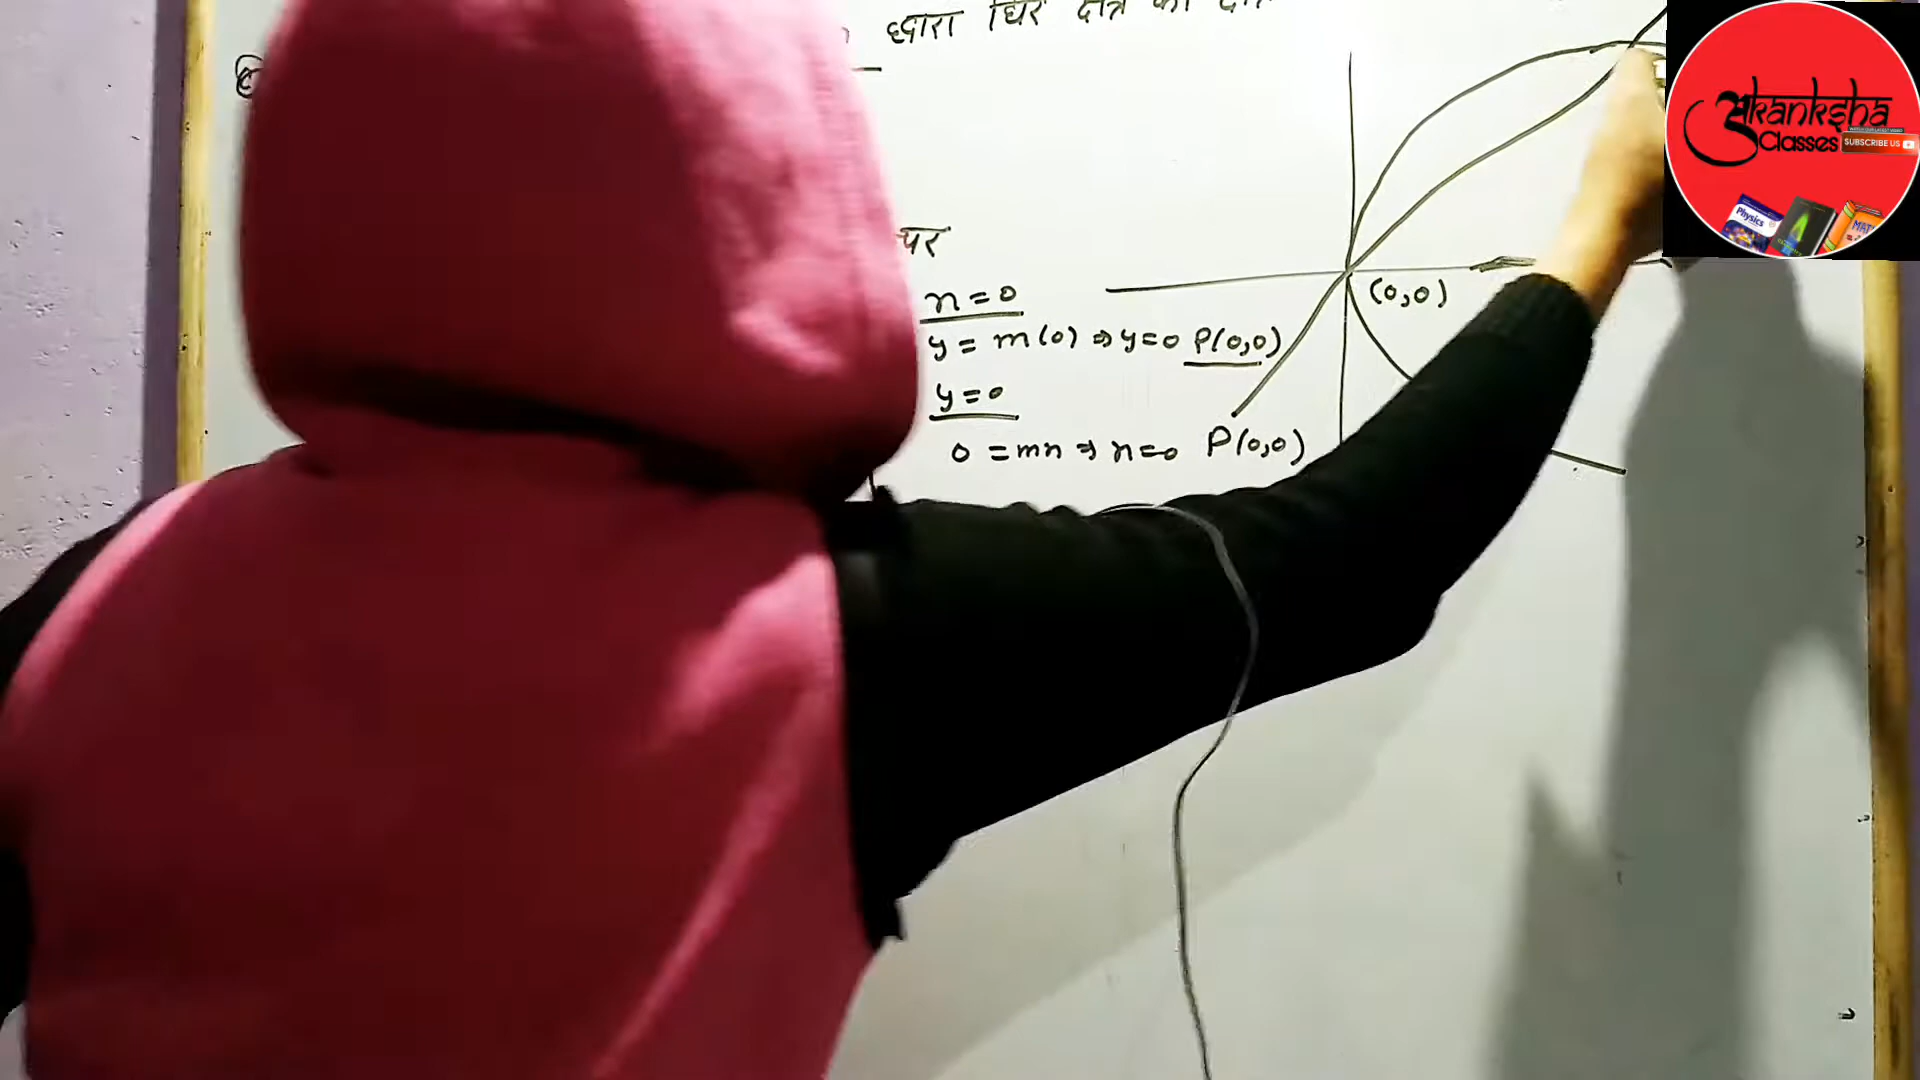 द्वारा घिरे क्षेत्र का
पर
x = 0
y = m(0) ⇒ y=0 P(0,0)
y = 0
0 = mx ⇒ x=0 P(0,0)
(0,0)
Akanksha
Classes
SUBSCRIBE US
Physics